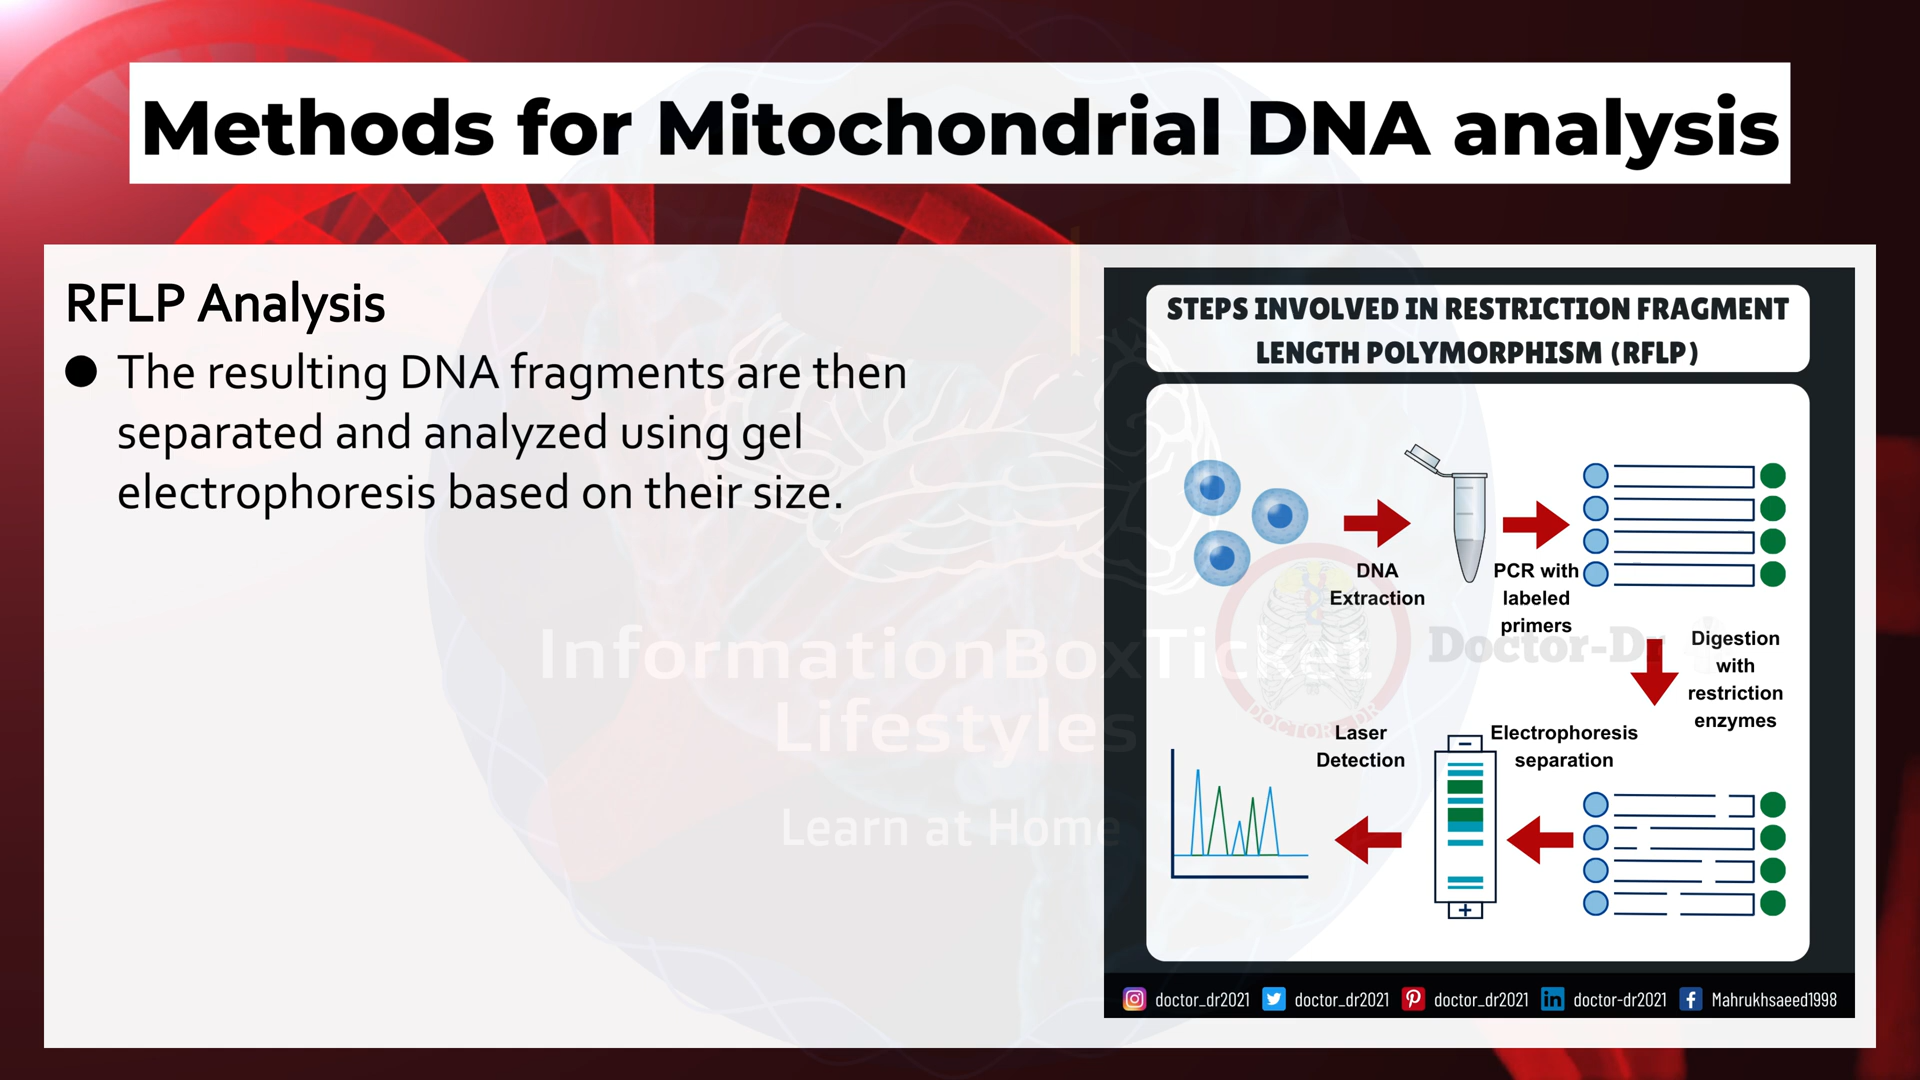 Methods for Mitochondrial DNA analysis
RFLP Analysis
● The resulting DNA fragments are then
separated and analyzed using gel
electrophoresis based on their size.
STEPS INVOLVED IN RESTRICTION FRAGMENT
LENGTH POLYMORPHISM (RFLP)
DNA
Extraction
PCR with
labeled
primers
Digestion
with
restriction
enzymes
Electrophoresis
separation
Laser
Detection
−
+
InformationBoxTicket
Lifestyles
Learn at Home
Doctor-Dr
DOCTOR DR
doctor_dr2021
doctor_dr2021
doctor_dr2021
doctor-dr2021
Mahrukhsaeed1998